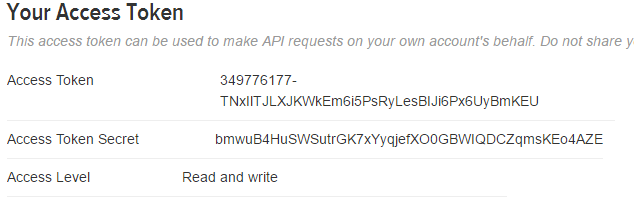 Your Access Token
This access token can be used to make API requests on your own account's behalf. Do not share y
Access Token
349776177-
Access Token Secret
Access Level
Read and write